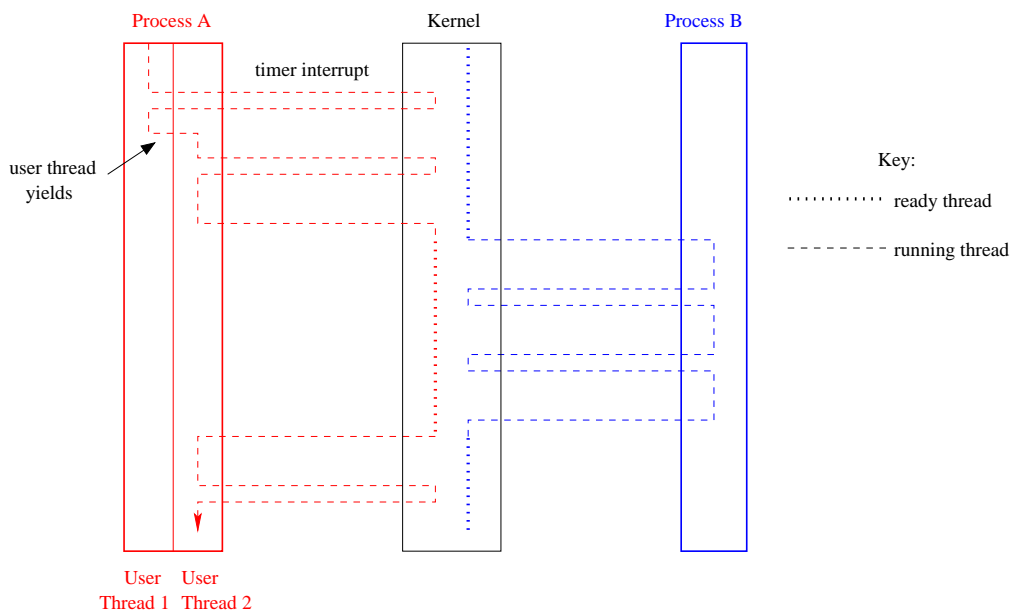 Process A
Kernel
Process B
timer interrupt
user thread
yields
Key:
ready thread
running thread
User
Thread 1
User
Thread 2